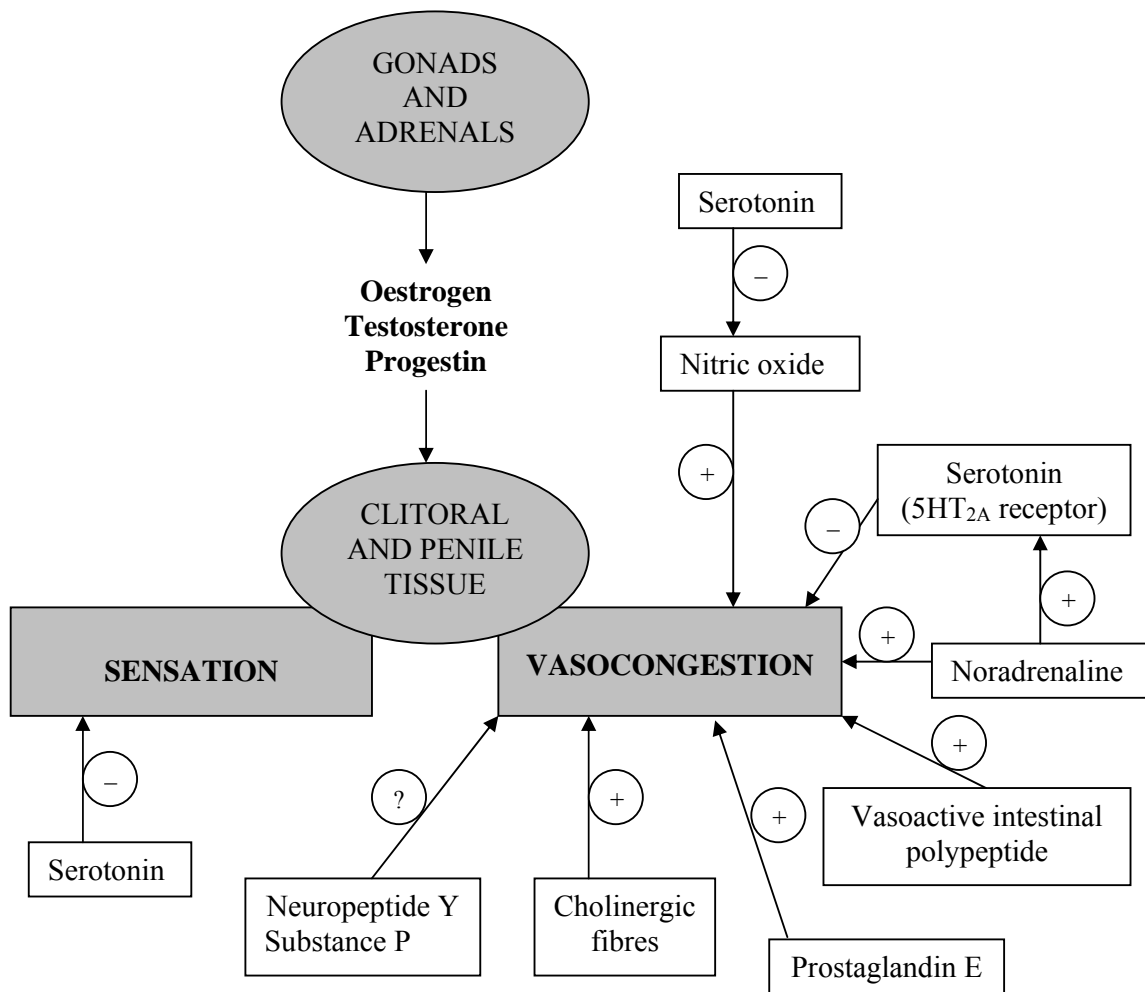 GONADS
AND
ADRENALS
Serotonin
–
Oestrogen
Testosterone
Progestin
Nitric oxide
+
CLITORAL
AND PENILE
TISSUE
Serotonin
(5HT2A receptor)
–
+
SENSATION
VASOCONGESTION
+
Noradrenaline
–
?
+
+
+
Vasoactive intestinal
polypeptide
Serotonin
Neuropeptide Y
Substance P
Cholinergic
fibres
Prostaglandin E